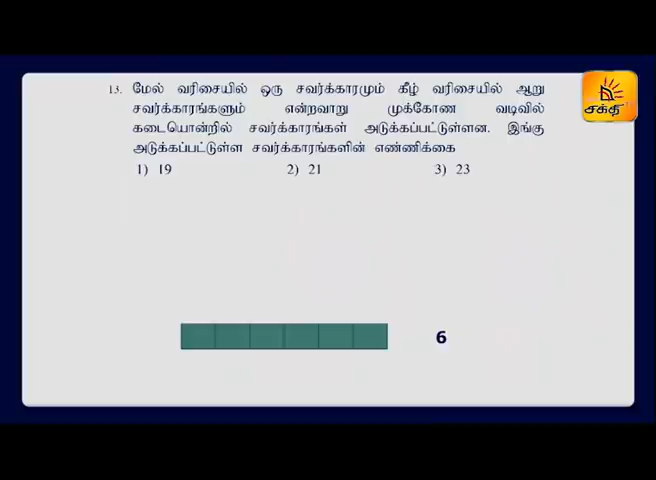 13. மேல் வரிசையில் ஒரு சவர்க்காரமும் கீழ் வரிசையில் ஆறு
சவர்க்காரங்களும் என்றவாறு முக்கோண வடிவில்
கடையொன்றில் சவர்க்காரங்கள் அடுக்கப்பட்டுள்ளன. இங்கு
அடுக்கப்பட்டுள்ள சவர்க்காரங்களின் எண்ணிக்கை
1) 19 2) 21 3) 23
6
சக்தி